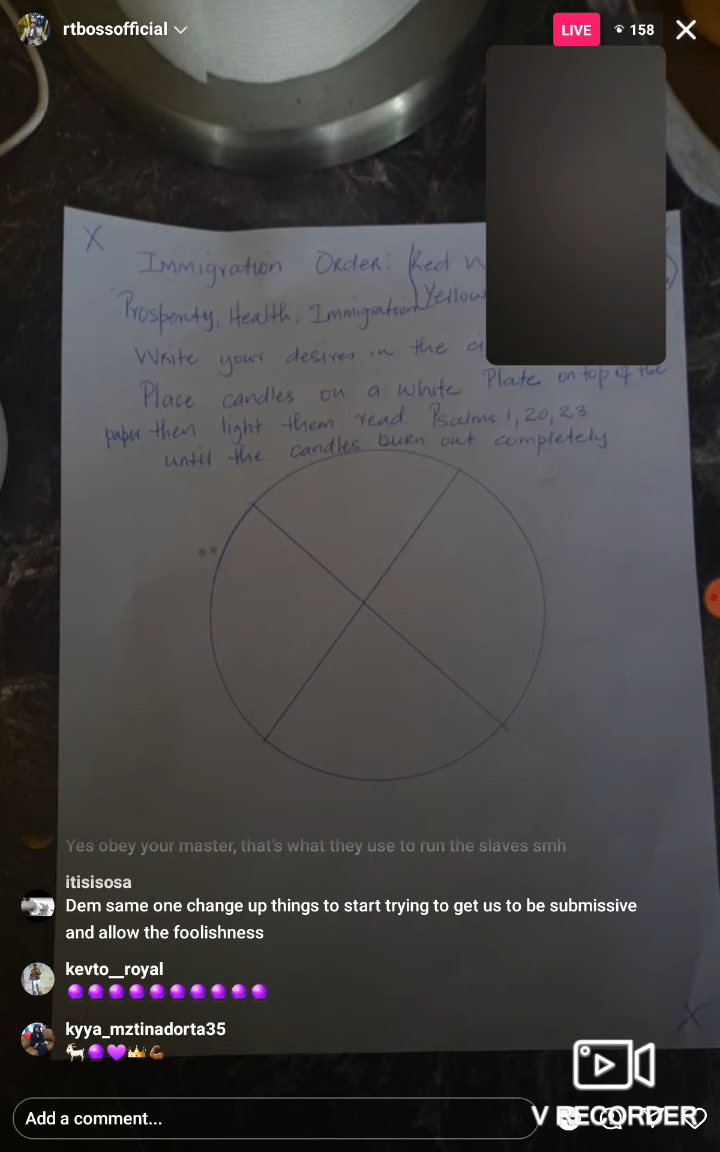 rtbossofficial
LIVE
158
X
Immigration Order: (Red
Prosperity, Health, Immigration Yellow
Write your desires in the
Place candles on a white Plate on top of the
paper then light them read Psalms 1, 20, 23
until the candles burn out completely
Yes obey your master, that's what they use to run the slaves smh
itisisosa
Dem same one change up things to start trying to get us to be submissive
and allow the foolishness
kevto__royal
kyya_mztinadorta35
X
Add a comment...
V RECORDER